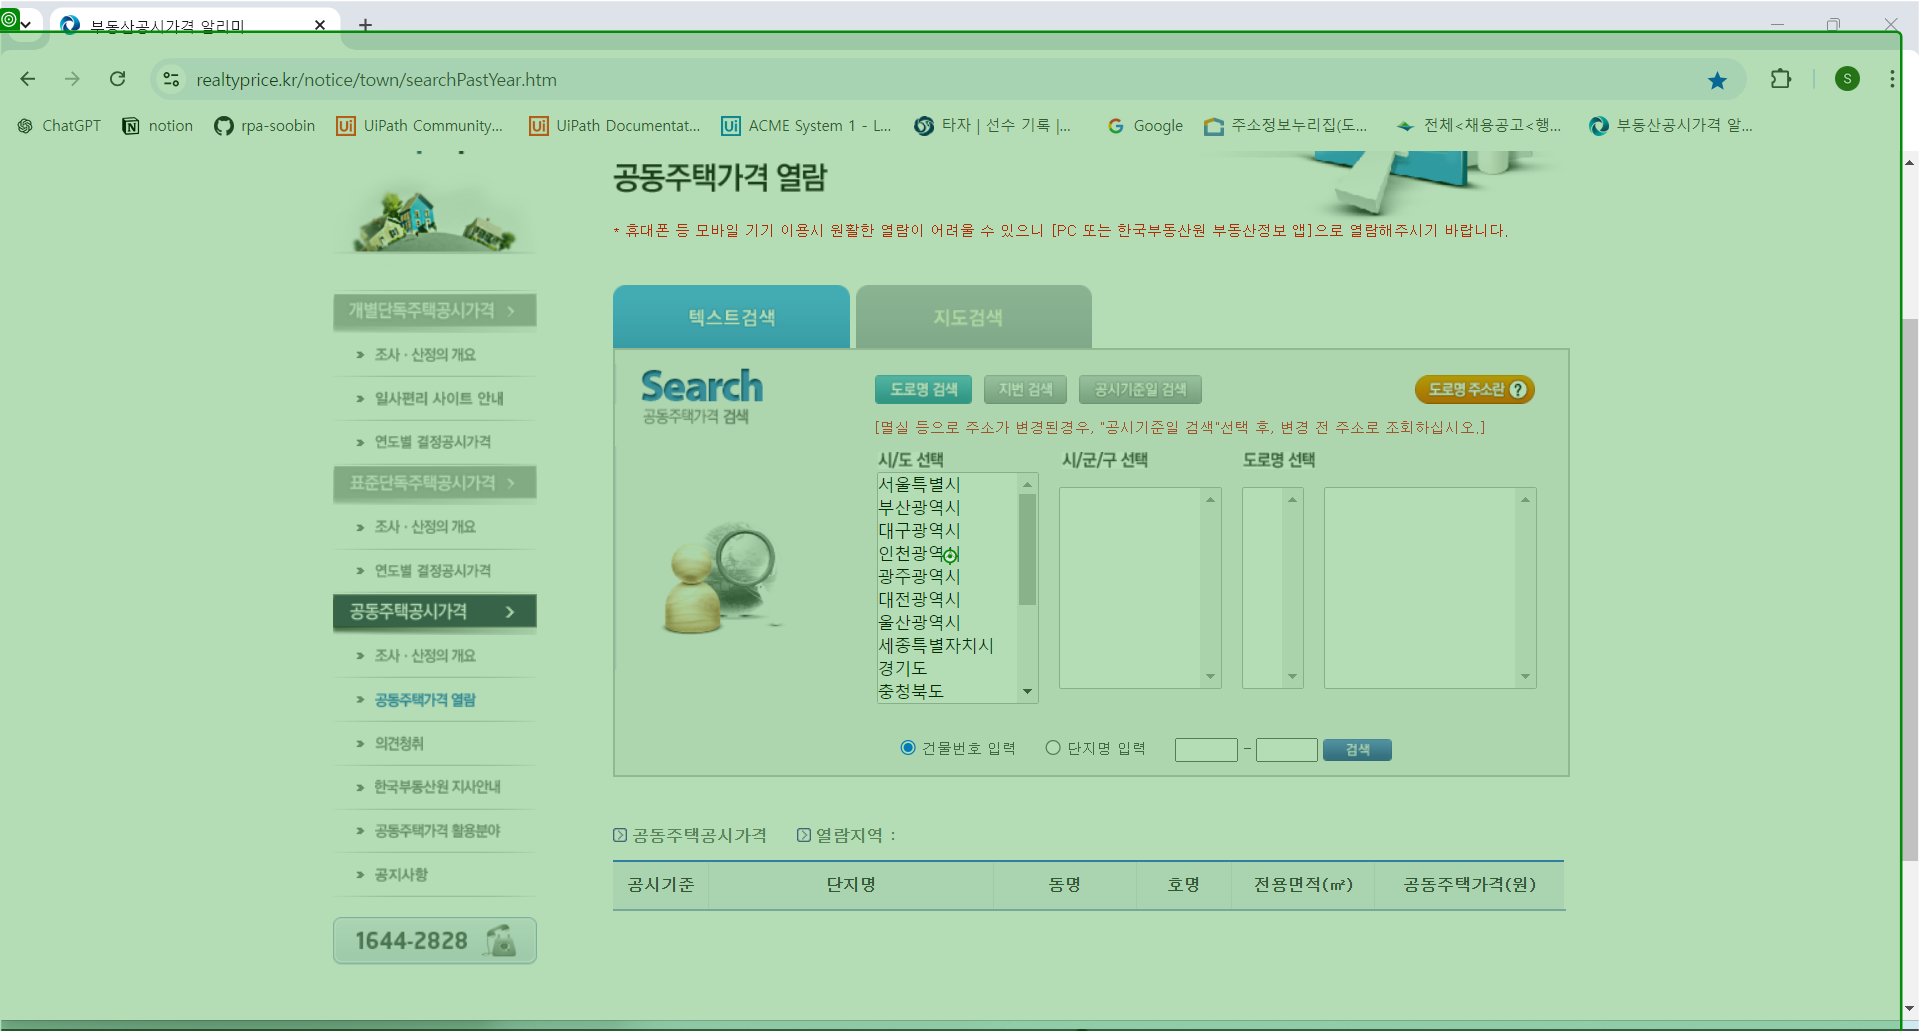 부동산공시가격 알리미
realtyprice.kr/notice/town/searchPastYear.htm
S
ChatGPT notion rpa-soobin UiPath Community... UiPath Documentat... ACME System 1 - L... 타자 | 선수 기록 |... Google 주소정보누리집(도... 전체<채용공고<행... 부동산공시가격 알...
공동주택가격 열람
* 휴대폰 등 모바일 기기 이용시 원활한 열람이 어려울 수 있으니 [PC 또는 한국부동산원 부동산정보 앱]으로 열람해주시기 바랍니다.
개별단독주택공시가격
조사 · 산정의 개요
일사편리 사이트 안내
연도별 결정공시가격
표준단독주택공시가격
조사 · 산정의 개요
연도별 결정공시가격
공동주택공시가격
조사 · 산정의 개요
공동주택가격 열람
의견청취
한국부동산원 지사안내
공동주택가격 활용분야
공지사항
1644-2828
텍스트검색 지도검색
Search
공동주택가격 검색
도로명 검색 지번 검색 공시기준일 검색 도로명 주소란 ?
[멸실 등으로 주소가 변경된경우, "공시기준일 검색"선택 후, 변경 전 주소로 조회하십시오.]
시/도 선택 시/군/구 선택 도로명 선택
서울특별시
부산광역시
대구광역시
인천광역시
광주광역시
대전광역시
울산광역시
세종특별자치시
경기도
충청북도
건물번호 입력 단지명 입력 - 검색
공동주택공시가격 열람지역 :
공시기준 단지명 동명 호명 전용면적(㎡) 공동주택가격(원)